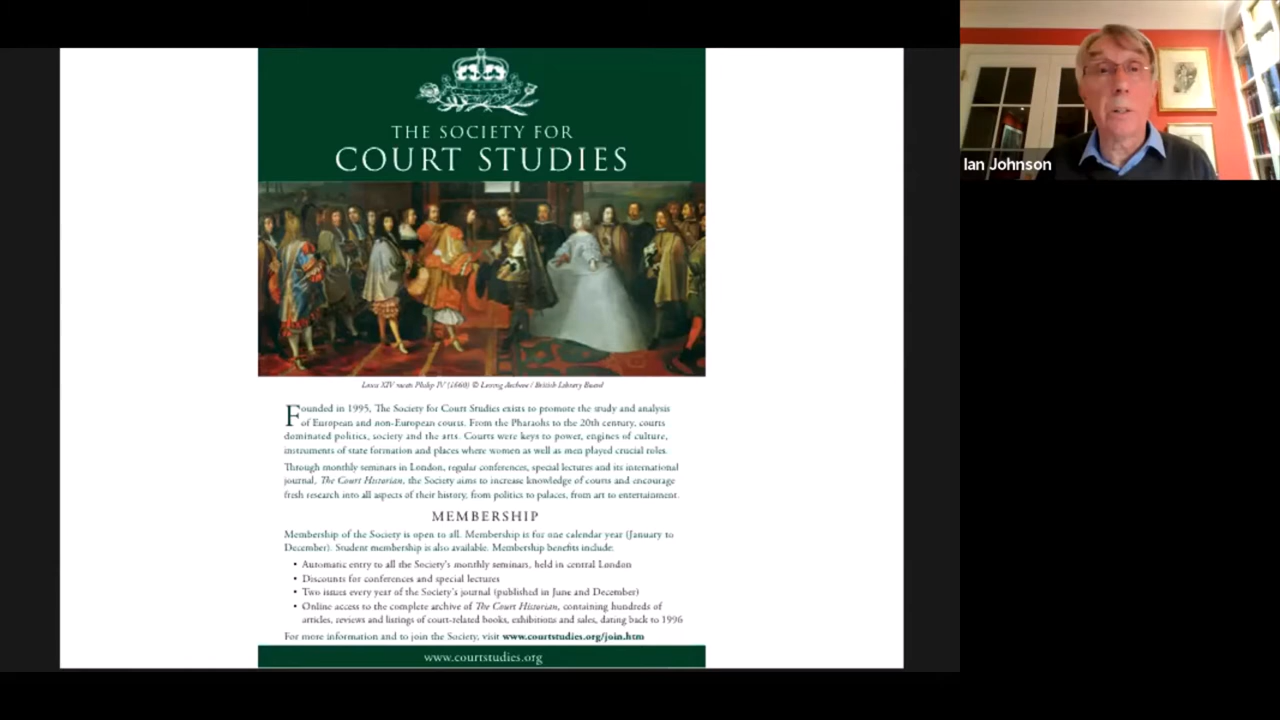 THE SOCIETY FOR
COURT STUDIES
Louis XIV meets Philip IV (1660) © Lessing Archive / British Library Board
Founded in 1995, The Society for Court Studies exists to promote the study and analysis
of European and non-European courts. From the Pharaohs to the 20th century, courts
dominated politics, society and the arts. Courts were keys to power, engines of culture,
instruments of state formation and places where women as well as men played crucial roles.
Through monthly seminars in London, regular conferences, special lectures and its international
journal, The Court Historian, the Society aims to increase knowledge of courts and encourage
fresh research into all aspects of their history, from politics to palaces, from art to entertainment.
MEMBERSHIP
Membership of the Society is open to all. Membership is for one calendar year (January to
December). Student membership is also available. Membership benefits include:
• Automatic entry to all the Society's monthly seminars, held in central London
• Discounts for conferences and special lectures
• Two issues every year of the Society's journal (published in June and December)
• Online access to the complete archive of The Court Historian, containing hundreds of
articles, reviews and listings of court-related books, exhibitions and sales, dating back to 1996
For more information and to join the Society, visit www.courtstudies.org/join.htm
www.courtstudies.org
Ian Johnson